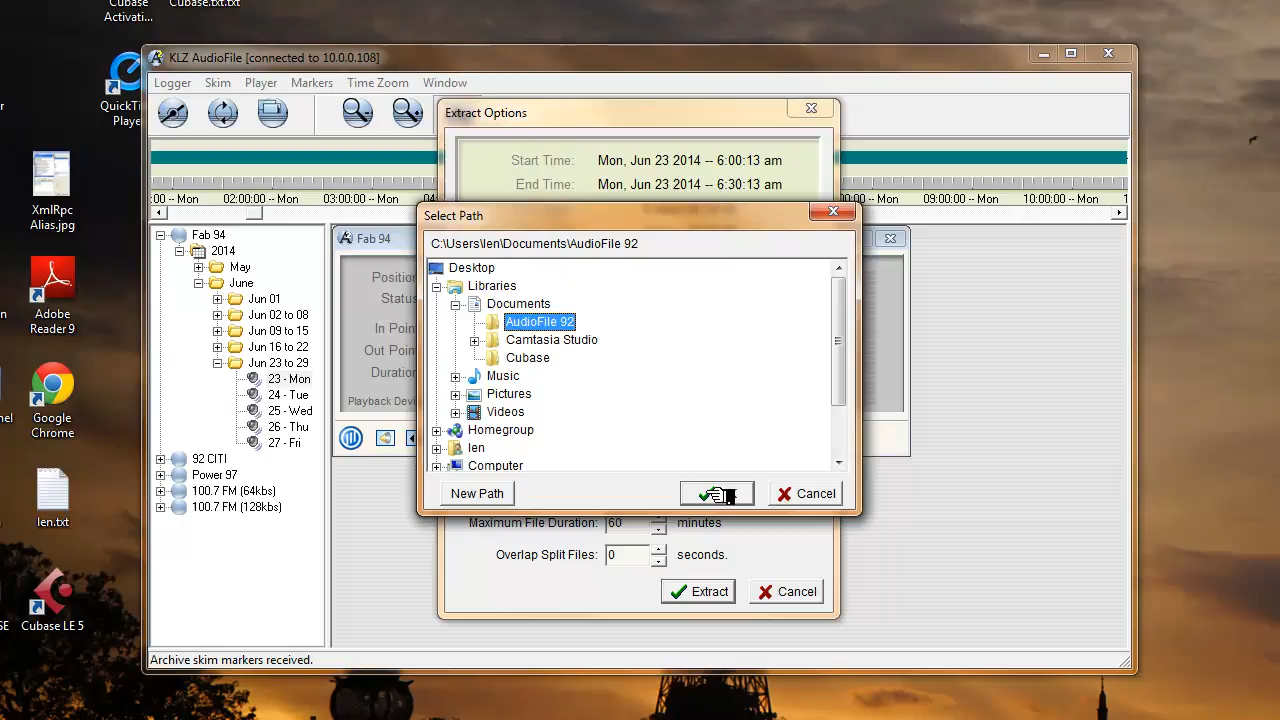 Cubase
Activati...
Cubase.txt.txt
QuickTi
Playe
XmlRpc
Alias.jpg
Adobe
Reader 9
Google
Chrome
len.txt
Cubase LE 5
KLZ AudioFile [connected to 10.0.0.108]
Logger Skim Player Markers Time Zoom Window
:00 -- Mon 02:00:00 -- Mon 03:00 09:00:00 -- Mon 10:00:00 -- Mon
Fab 94
2014
May
June
Jun 01
Jun 02 to 08
Jun 09 to 15
Jun 16 to 22
Jun 23 to 29
23 - Mon
24 - Tue
25 - Wed
26 - Thu
27 - Fri
92 CITI
Power 97
100.7 FM (64kbs)
100.7 FM (128kbs)
Fab 94
Positio
Status
In Poin
Out Poin
Duratio
Playback Devi
Extract Options
Start Time: Mon, Jun 23 2014 -- 6:00:13 am
End Time: Mon, Jun 23 2014 -- 6:30:13 am
Select Path
C:\Users\len\Documents\AudioFile 92
Desktop
Libraries
Documents
AudioFile 92
Camtasia Studio
Cubase
Music
Pictures
Videos
Homegroup
len
Computer
New Path Cancel
Maximum File Duration: 60 minutes
Overlap Split Files: 0 seconds.
Extract Cancel
Archive skim markers received.